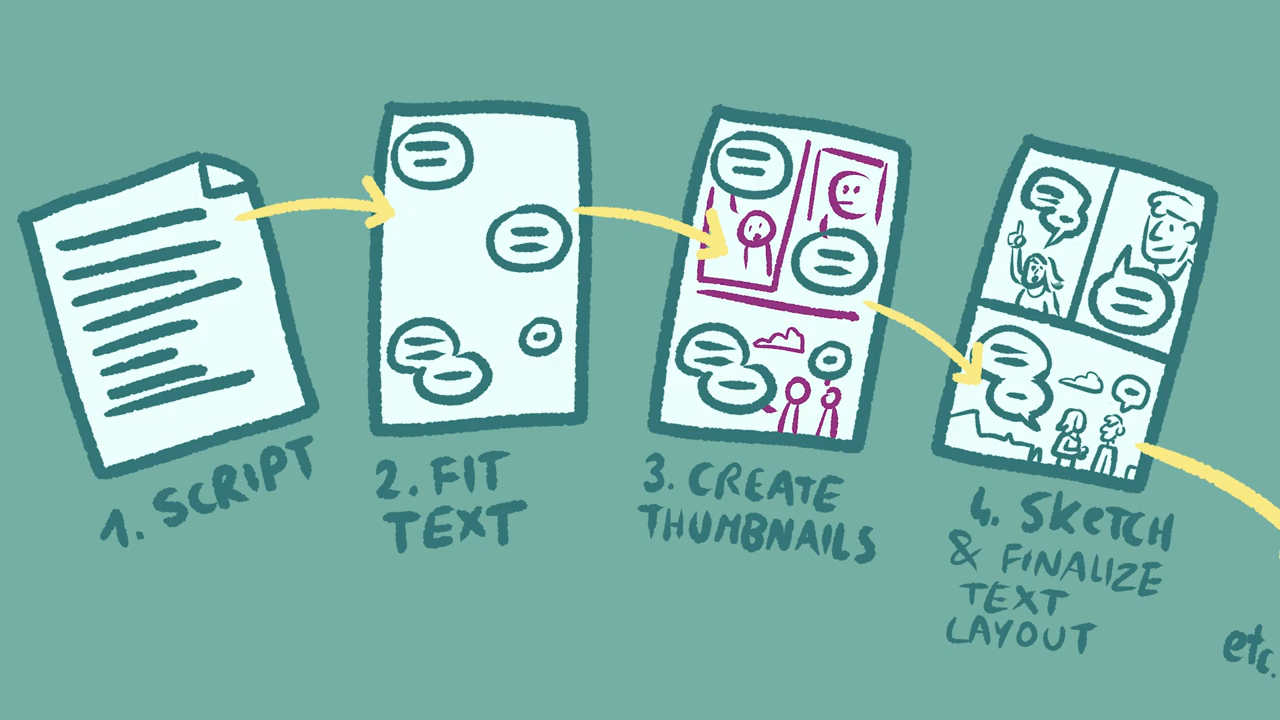 1. SCRIPT
2. FIT
TEXT
3. CREATE
THUMBNAILS
4. SKETCH
& FINALIZE
TEXT
LAYOUT
etc.